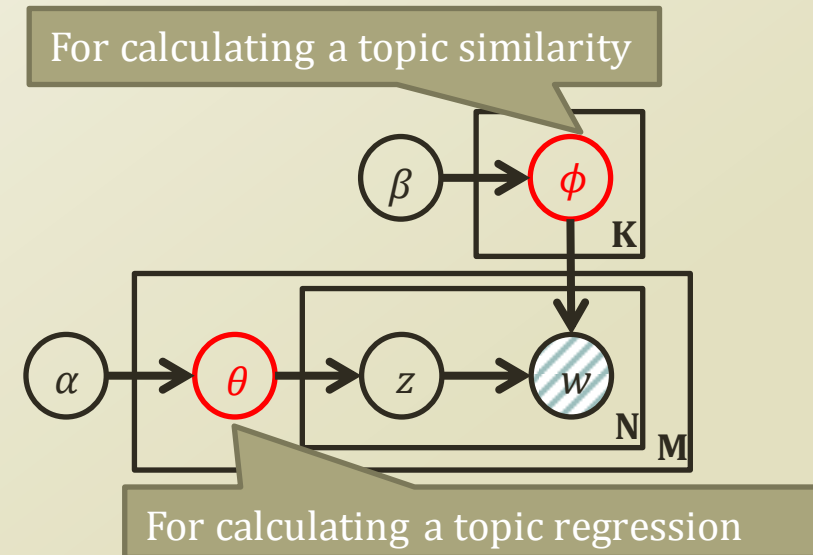 For calculating a topic similarity
β
ϕ
K
α
θ
z
w
N
M
For calculating a topic regression